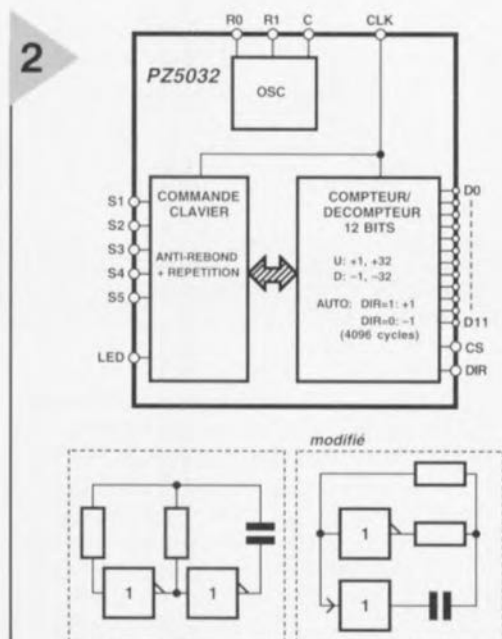 2
R0 R1 C CLK
PZ5032
OSC
COMMANDE
CLAVIER
ANTI-REBOND
+ REPETITION
S1
S2
S3
S4
S5
LED
COMPTEUR/
DECOMPTEUR
12 BITS
U: +1, +32
D: −1, −32
AUTO: DIR=1: +1
DIR=0: −1
(4096 cycles)
D0
D11
CS
DIR
modifié
1 1
1
1